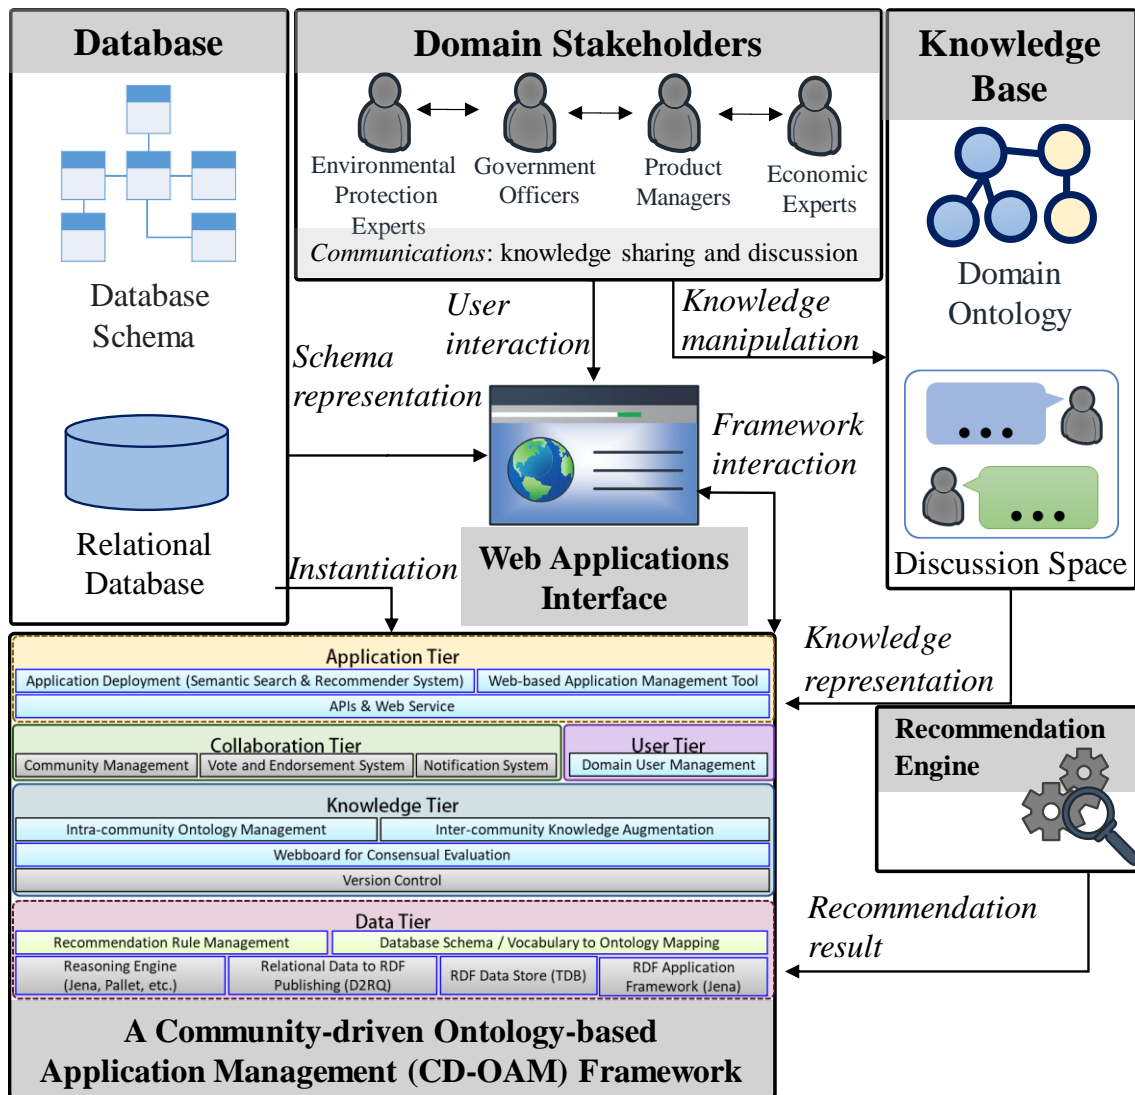 Database
Database
Schema
Relational
Database
Domain Stakeholders
Environmental
Protection
Experts
Government
Officers
Product
Managers
Economic
Experts
Communications: knowledge sharing and discussion
Knowledge
Base
Domain
Ontology
Discussion Space
User
interaction
Knowledge
manipulation
Schema
representation
Framework
interaction
Web Applications
Interface
Instantiation
Knowledge
representation
Application Tier
Application Deployment (Semantic Search & Recommender System)
Web-based Application Management Tool
APIs & Web Service
Collaboration Tier
Community Management
Vote and Endorsement System
Notification System
User Tier
Domain User Management
Knowledge Tier
Intra-community Ontology Management
Inter-community Knowledge Augmentation
Webboard for Consensual Evaluation
Version Control
Data Tier
Recommendation Rule Management
Database Schema / Vocabulary to Ontology Mapping
Reasoning Engine
(Jena, Pallet, etc.)
Relational Data to RDF
Publishing (D2RQ)
RDF Data Store (TDB)
RDF Application
Framework (Jena)
A Community-driven Ontology-based
Application Management (CD-OAM) Framework
Recommendation
Engine
Recommendation
result